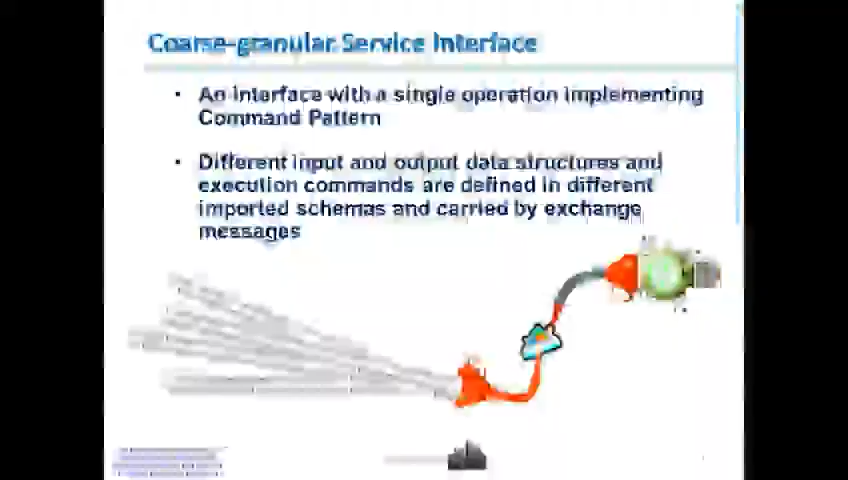 Coarse-granular Service Interface
• An interface with a single operation implementing
Command Pattern
• Different input and output data structures and
execution commands are defined in different
imported schemas and carried by exchange
messages